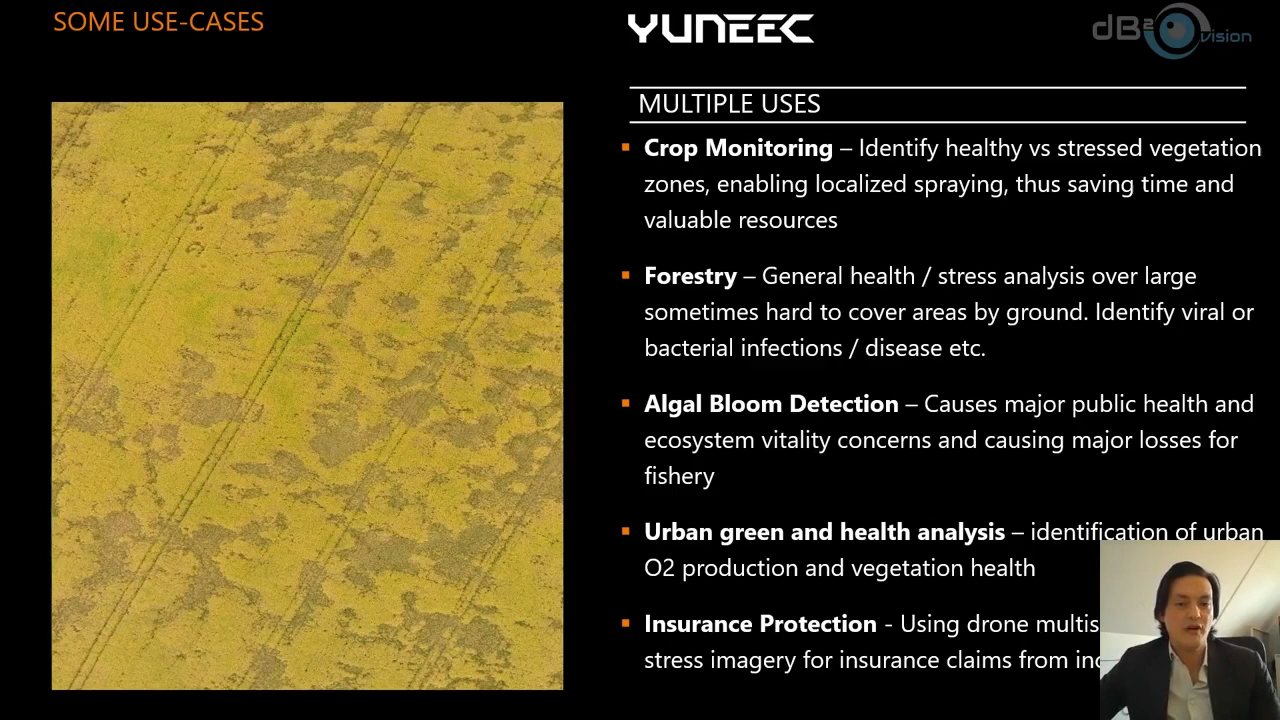 SOME USE-CASES
YUNEEC
dB² vision
MULTIPLE USES
Crop Monitoring – Identify healthy vs stressed vegetation
zones, enabling localized spraying, thus saving time and
valuable resources
Forestry – General health / stress analysis over large
sometimes hard to cover areas by ground. Identify viral or
bacterial infections / disease etc.
Algal Bloom Detection – Causes major public health and
ecosystem vitality concerns and causing major losses for
fishery
Urban green and health analysis – identification of urban
O2 production and vegetation health
Insurance Protection - Using drone
stress imagery for insurance claims from